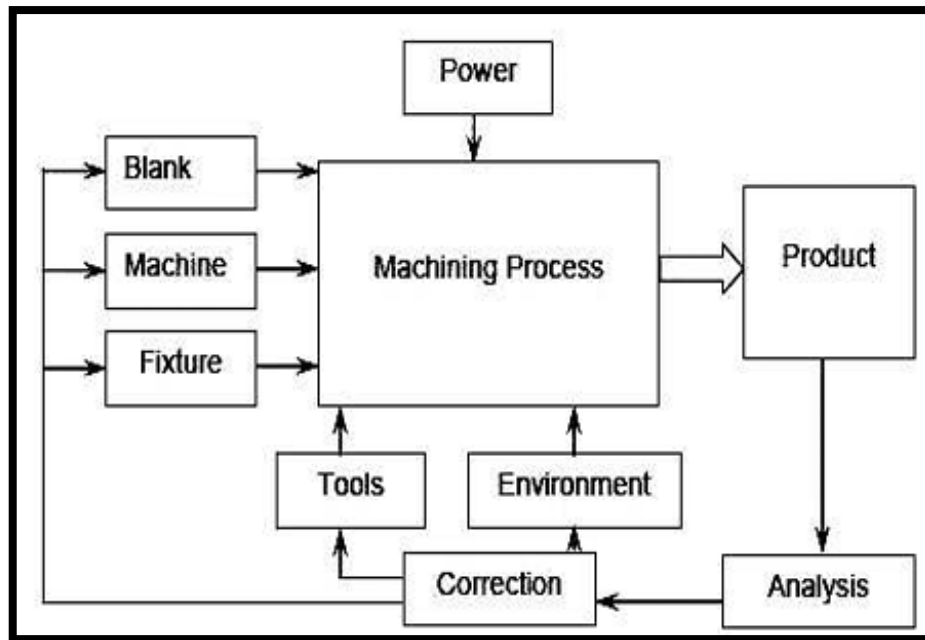 Power
Blank
Machine
Fixture
Machining Process
Product
Tools
Environment
Correction
Analysis